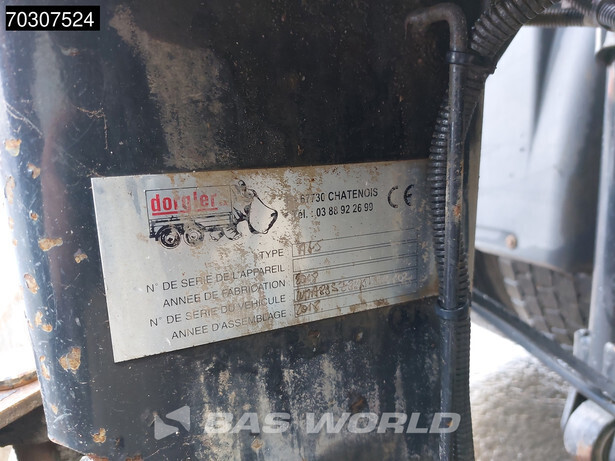 70307524
dorgler
67730 CHATENOIS
Tél. : 03 88 92 26 90
CE
TYPE
N° DE SERIE DE L'APPAREIL
ANNEE DE FABRICATION
N° DE SERIE DU VEHICULE
ANNEE D'ASSEMBLAGE
BAS WORLD